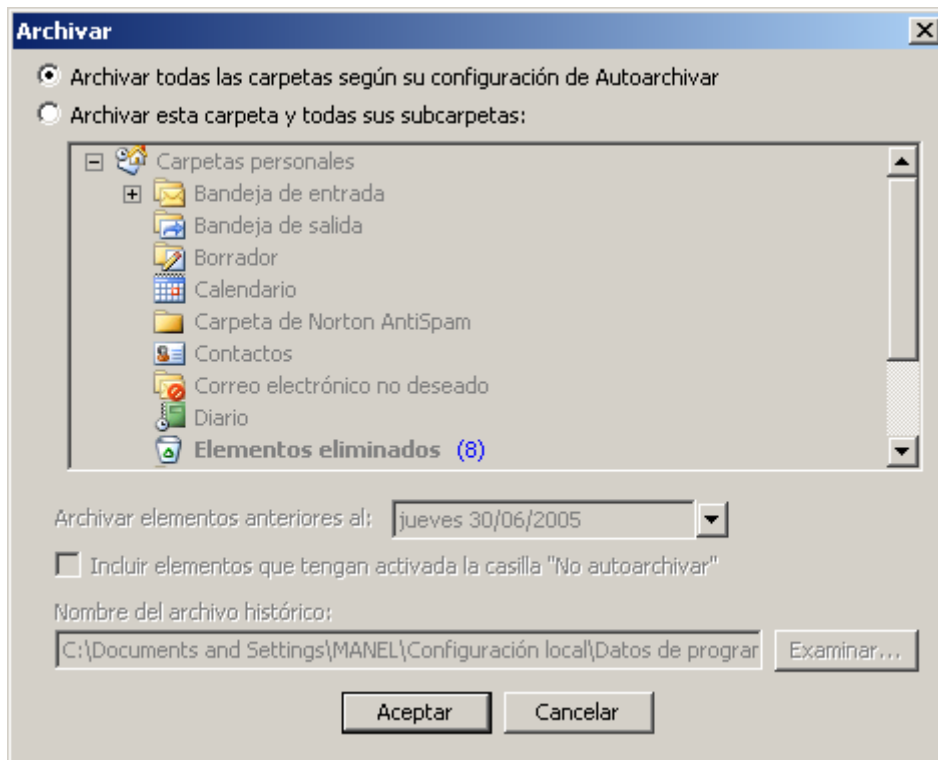 Archivar
Archivar todas las carpetas según su configuración de Autoarchivar
Archivar esta carpeta y todas sus subcarpetas:
Carpetas personales
Bandeja de entrada
Bandeja de salida
Borrador
Calendario
Carpeta de Norton AntiSpam
Contactos
Correo electrónico no deseado
Diario
Elementos eliminados (8)
Archivar elementos anteriores al: jueves 30/06/2005
Incluir elementos que tengan activada la casilla "No autoarchivar"
Nombre del archivo histórico:
C:\Documents and Settings\MANEL\Configuración local\Datos de prograr Examinar...
Aceptar Cancelar